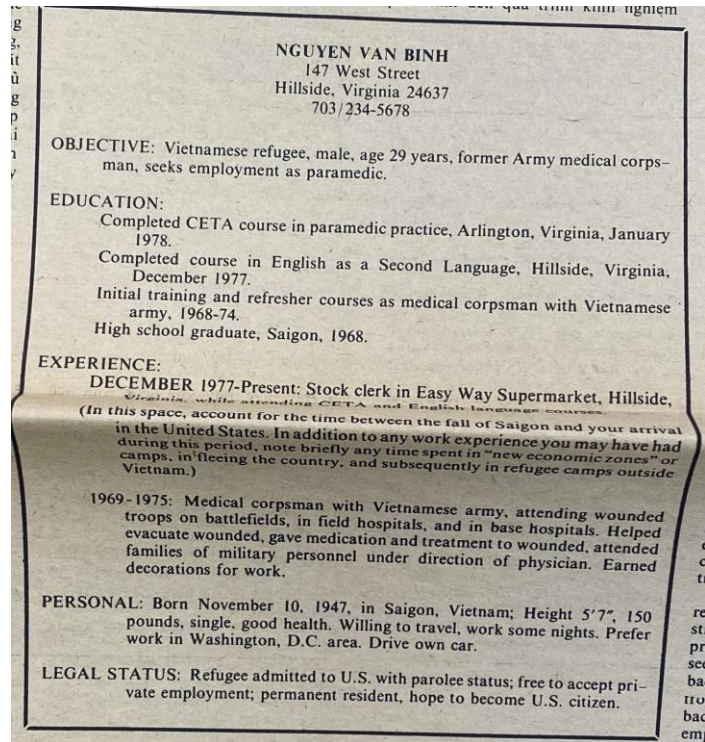 nghiệm
NGUYEN VAN BINH
147 West Street
Hillside, Virginia 24637
703/234-5678
OBJECTIVE: Vietnamese refugee, male, age 29 years, former Army medical corps-
man, seeks employment as paramedic.
EDUCATION:
Completed CETA course in paramedic practice, Arlington, Virginia, January
1978.
Completed course in English as a Second Language, Hillside, Virginia,
December 1977.
Initial training and refresher courses as medical corpsman with Vietnamese
army, 1968-74.
High school graduate, Saigon, 1968.
EXPERIENCE:
DECEMBER 1977-Present: Stock clerk in Easy Way Supermarket, Hillside,
Virginia, while attending CETA and English language courses.
(In this space, account for the time between the fall of Saigon and your arrival
in the United States. In addition to any work experience you may have had
during this period, note briefly any time spent in "new economic zones" or
camps, in fleeing the country, and subsequently in refugee camps outside
Vietnam.)
1969-1975: Medical corpsman with Vietnamese army, attending wounded
troops on battlefields, in field hospitals, and in base hospitals. Helped
evacuate wounded, gave medication and treatment to wounded, attended
families of military personnel under direction of physician. Earned
decorations for work.
PERSONAL: Born November 10, 1947, in Saigon, Vietnam; Height 5'7", 150
pounds, single, good health. Willing to travel, work some nights. Prefer
work in Washington, D.C. area. Drive own car.
LEGAL STATUS: Refugee admitted to U.S. with parolee status; free to accept pri-
vate employment; permanent resident, hope to become U.S. citizen.